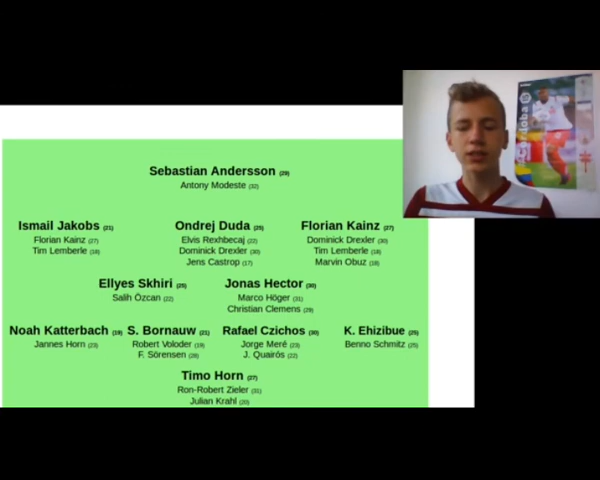 Cordoba
Sebastian Andersson (29)
Antony Modeste (32)
Ismail Jakobs (21)
Florian Kainz (27)
Tim Lemberle (18)
Ondrej Duda (25)
Elvis Rexhbecaj (22)
Dominick Drexler (30)
Jens Castrop (17)
Florian Kainz (27)
Dominick Drexler (30)
Tim Lemberle (18)
Marvin Obuz (18)
Ellyes Skhiri (25)
Salih Özcan (22)
Jonas Hector (30)
Marco Höger (31)
Christian Clemens (29)
Noah Katterbach (19)
Jannes Horn (23)
S. Bornauw (21)
Robert Voloder (19)
F. Sörensen (28)
Rafael Czichos (30)
Jorge Meré (23)
J. Quairós (22)
K. Ehizibue (25)
Benno Schmitz (25)
Timo Horn (27)
Ron-Robert Zieler (31)
Julian Krahl (20)